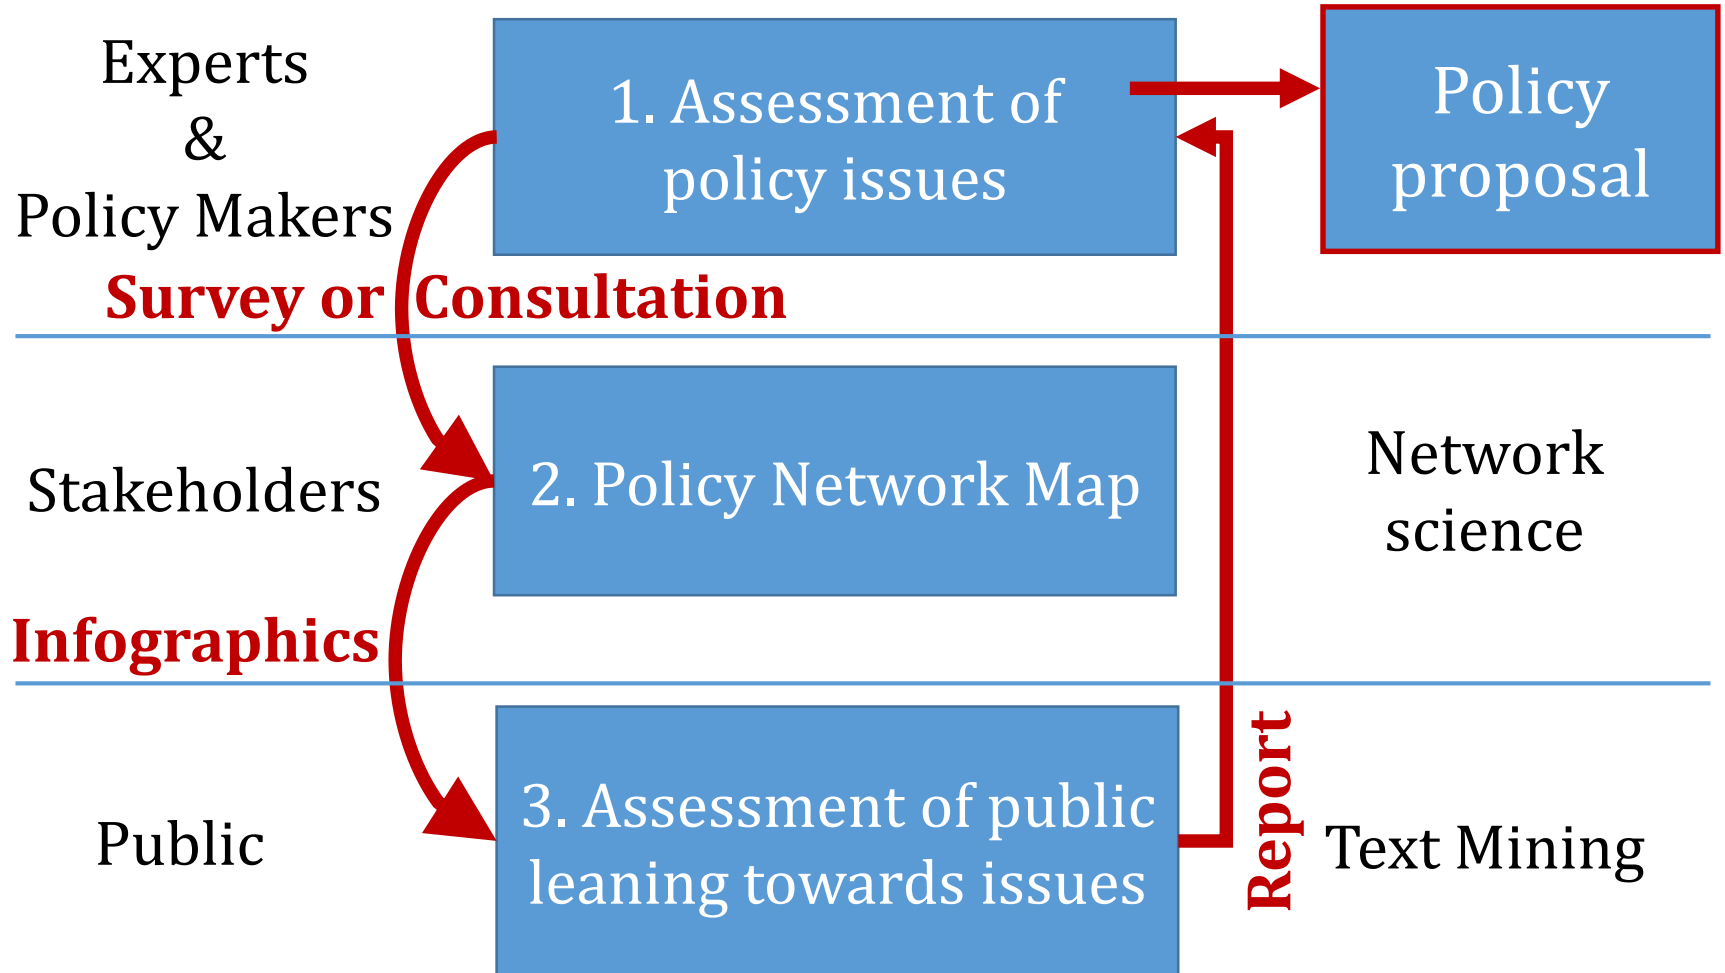 Experts
&
Policy Makers
1. Assessment of
policy issues
Policy
proposal
Survey or Consultation
Stakeholders
2. Policy Network Map
Network
science
Infographics
Public
3. Assessment of public
leaning towards issues
Report
Text Mining